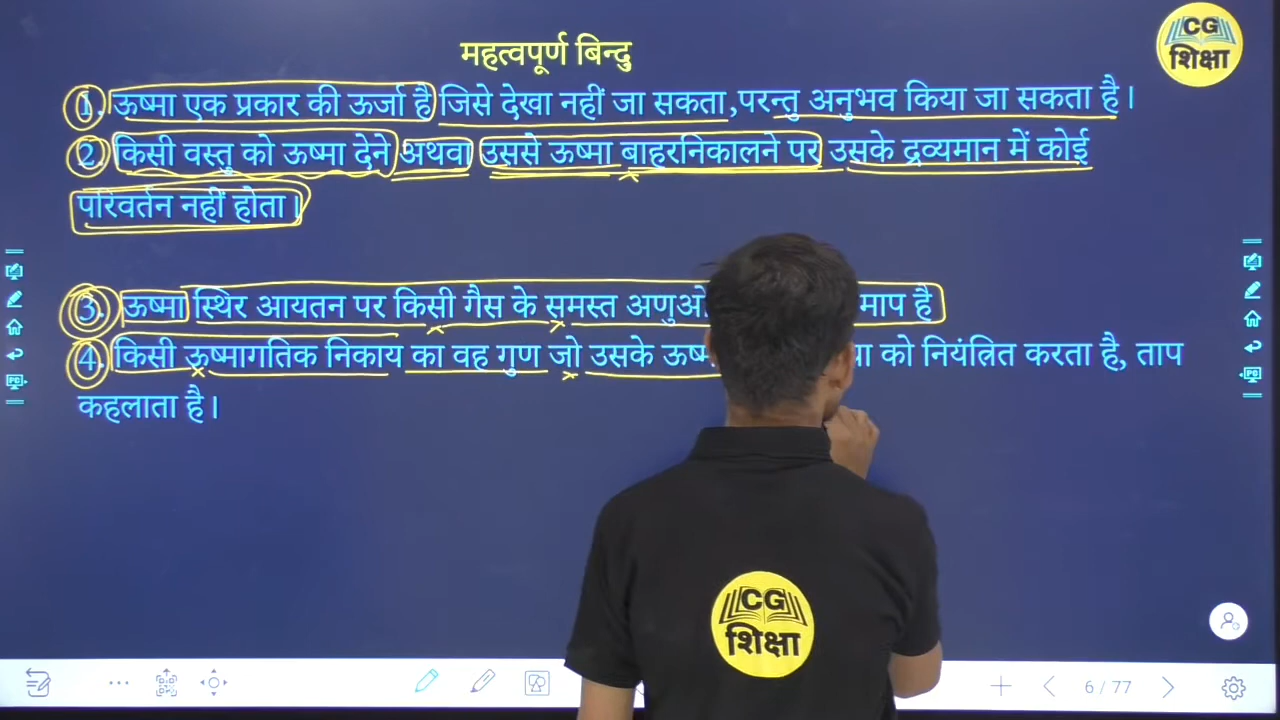 महत्वपूर्ण बिन्दु
CG
शिक्षा
1. ऊष्मा एक प्रकार की ऊर्जा है जिसे देखा नहीं जा सकता,परन्तु अनुभव किया जा सकता है।
2. किसी वस्तु को ऊष्मा देने अथवा उससे ऊष्मा बाहरनिकालने पर उसके द्रव्यमान में कोई
परिवर्तन नहीं होता।
3. ऊष्मा स्थिर आयतन पर किसी गैस के समस्त माप है
4. किसी ऊष्मागतिक निकाय का वह गुण जो उसके को नियंत्रित करता है, ताप
कहलाता है।
CG
शिक्षा
6 / 77